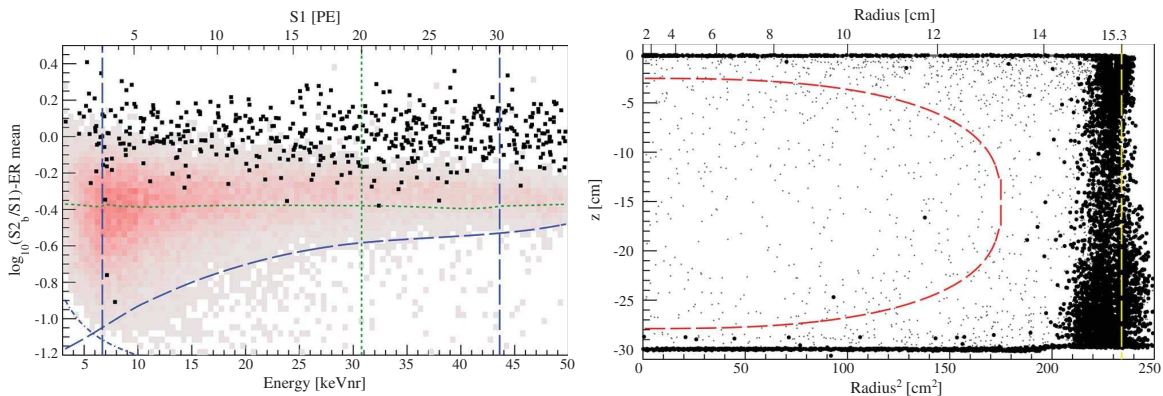 S1 [PE]
5 10 15 20 25 30
0.4
0.2
0.0
-0.2
-0.4
-0.6
-0.8
-1.0
-1.2
log10(S2b/S1)-ER mean
5 10 15 20 25 30 35 40 45 50
Energy [keVnr]
Radius [cm]
2 4 6 8 10 12 14 15.3
0
-5
-10
-15
-20
-25
-30
z [cm]
0 50 100 150 200 250
Radius² [cm²]